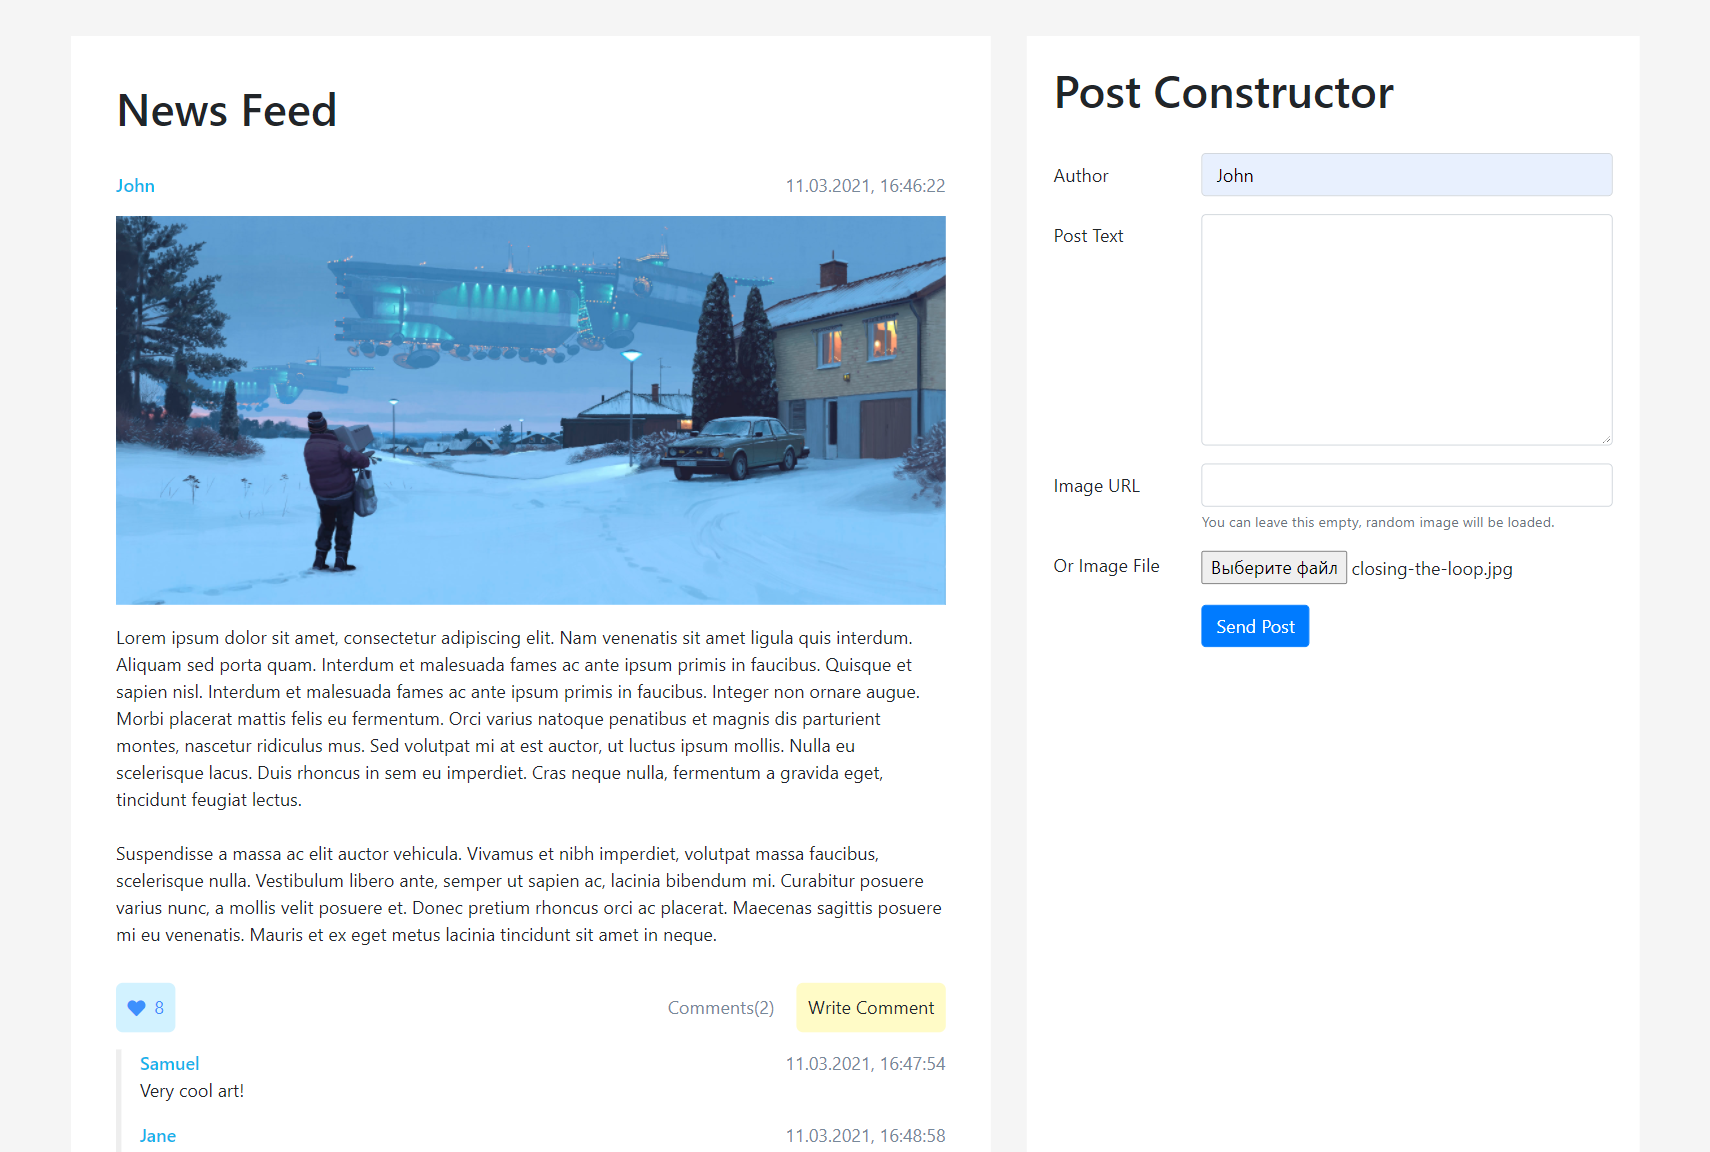 News Feed
John
11.03.2021, 16:46:22
Lorem ipsum dolor sit amet, consectetur adipiscing elit. Nam venenatis sit amet ligula quis interdum.
Aliquam sed porta quam. Interdum et malesuada fames ac ante ipsum primis in faucibus. Quisque et
sapien nisl. Interdum et malesuada fames ac ante ipsum primis in faucibus. Integer non ornare augue.
Morbi placerat mattis felis eu fermentum. Orci varius natoque penatibus et magnis dis parturient
montes, nascetur ridiculus mus. Sed volutpat mi at est auctor, ut luctus ipsum mollis. Nulla eu
scelerisque lacus. Duis rhoncus in sem eu imperdiet. Cras neque nulla, fermentum a gravida eget,
tincidunt feugiat lectus.
Suspendisse a massa ac elit auctor vehicula. Vivamus et nibh imperdiet, volutpat massa faucibus,
scelerisque nulla. Vestibulum libero ante, semper ut sapien ac, lacinia bibendum mi. Curabitur posuere
varius nunc, a mollis velit posuere et. Donec pretium rhoncus orci ac placerat. Maecenas sagittis posuere
mi eu venenatis. Mauris et ex eget metus lacinia tincidunt sit amet in neque.
8
Comments(2)
Write Comment
Samuel
11.03.2021, 16:47:54
Very cool art!
Jane
11.03.2021, 16:48:58
Post Constructor
Author
John
Post Text
Image URL
You can leave this empty, random image will be loaded.
Or Image File
Выберите файл closing-the-loop.jpg
Send Post